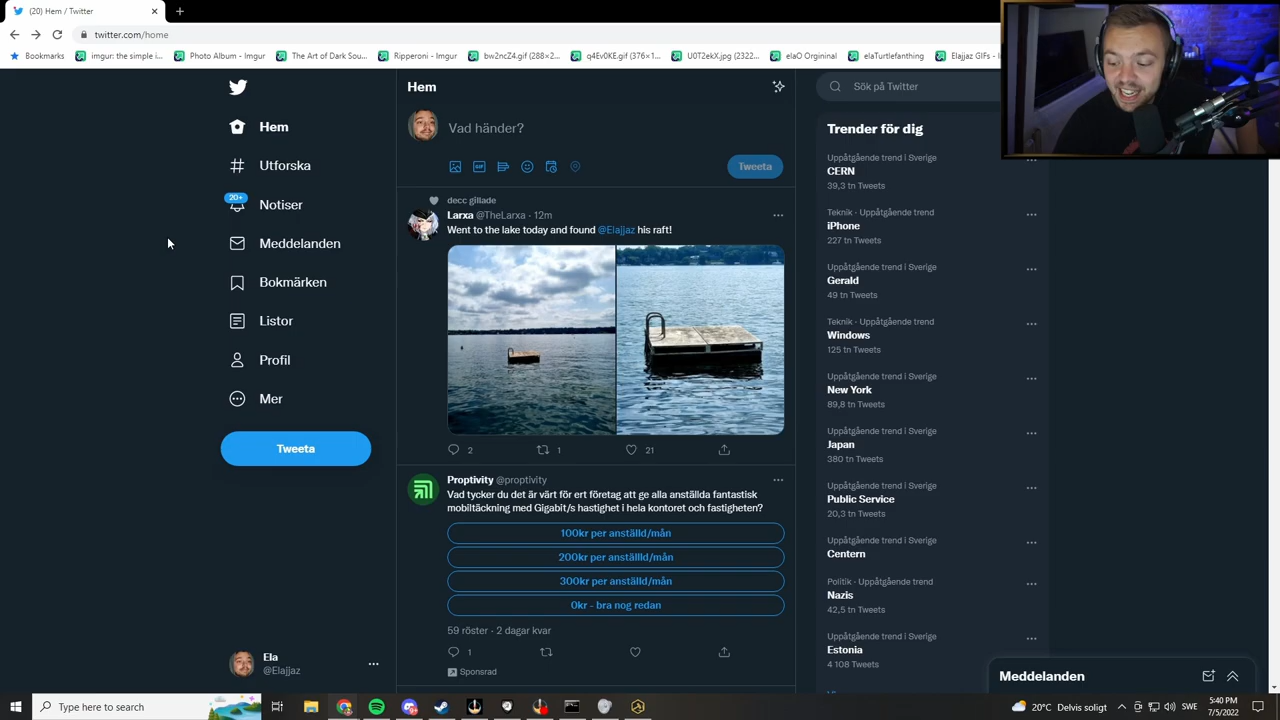 (20) Hem / Twitter
twitter.com/home
Bookmarks
imgur: the simple i...
Photo Album - Imgur
The Art of Dark Sou...
Ripperoni - Imgur
bw2ncZ4.gif (288×2...
q4Ev0KE.gif (376×1...
U0T2ekX.jpg (2322...
elaO Orgininal
elaTurtlefanthing
Elajjaz GIFs - I
Hem
Utforska
20+
Notiser
Meddelanden
Bokmärken
Listor
Profil
Mer
Tweeta
Ela
@Elajjaz
Hem
Vad händer?
GIF
Tweeta
decc gillade
Larxa @TheLarxa · 12m
Went to the lake today and found @Elajjaz his raft!
2
1
21
Proptivity @proptivity
Vad tycker du det är värt för ert företag att ge alla anställda fantastisk
mobiltäckning med Gigabit/s hastighet i hela kontoret och fastigheten?
100kr per anställd/mån
200kr per anställld/mån
300kr per anställd/mån
0kr - bra nog redan
59 röster · 2 dagar kvar
1
Sponsrad
Sök på Twitter
Trender för dig
Uppåtgående trend i Sverige
CERN
39,3 tn Tweets
Teknik · Uppåtgående trend
iPhone
227 tn Tweets
Uppåtgående trend i Sverige
Gerald
49 tn Tweets
Teknik · Uppåtgående trend
Windows
125 tn Tweets
Uppåtgående trend i Sverige
New York
89,8 tn Tweets
Uppåtgående trend i Sverige
Japan
380 tn Tweets
Uppåtgående trend i Sverige
Public Service
20,3 tn Tweets
Uppåtgående trend i Sverige
Centern
Politik · Uppåtgående trend
Nazis
42,5 tn Tweets
Uppåtgående trend i Sverige
Estonia
4 108 Tweets
Meddelanden
Type here to search
20°C Delvis soligt
SWE
5:40 PM
7/5/2022